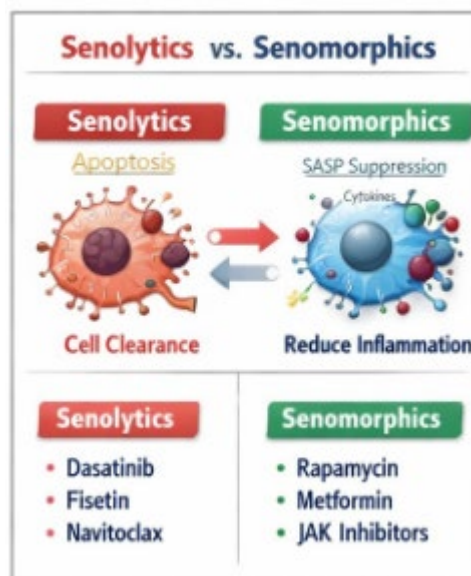 Senolytics vs. Senomorphics
Senolytics
Senomorphics
Apoptosis
SASP Suppression
Cytokines
Cell Clearance
Reduce Inflammation
Senolytics
• Dasatinib
• Fisetin
• Navitoclax
Senomorphics
• Rapamycin
• Metformin
• JAK Inhibitors